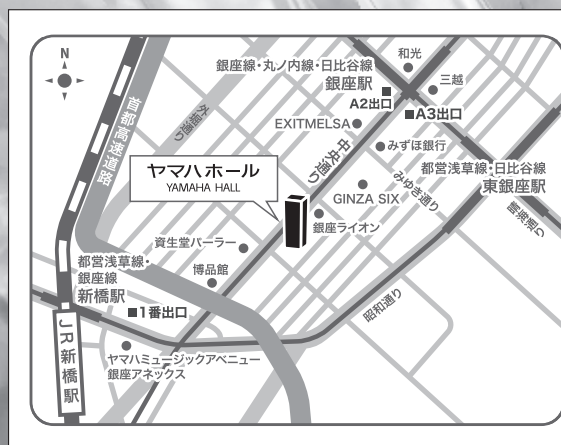 N
銀座線・丸ノ内線・日比谷線
銀座駅
和光
三越
A2出口
A3出口
首都高速道路
外堀通り
EXITMELSA
中央通り
みずほ銀行
都営浅草線・日比谷線
東銀座駅
ヤマハホール
YAMAHA HALL
GINZA SIX
みゆき通り
晴海通り
銀座ライオン
資生堂パーラー
都営浅草線・
銀座線
新橋駅
博品館
1番出口
昭和通り
JR新橋駅
ヤマハミュージックアベニュー
銀座アネックス